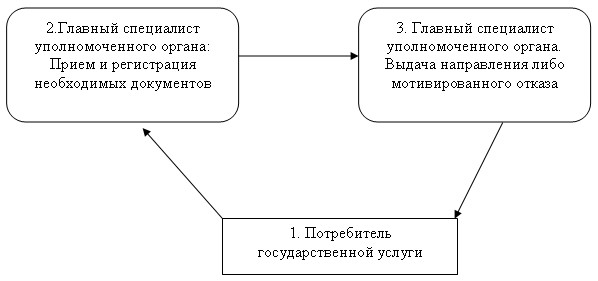 2.Главный специалист
уполномоченного органа:
Прием и регистрация
необходимых документов
3. Главный специалист
уполномоченного органа.
Выдача направления либо
мотивированного отказа
1. Потребитель
государственной услуги